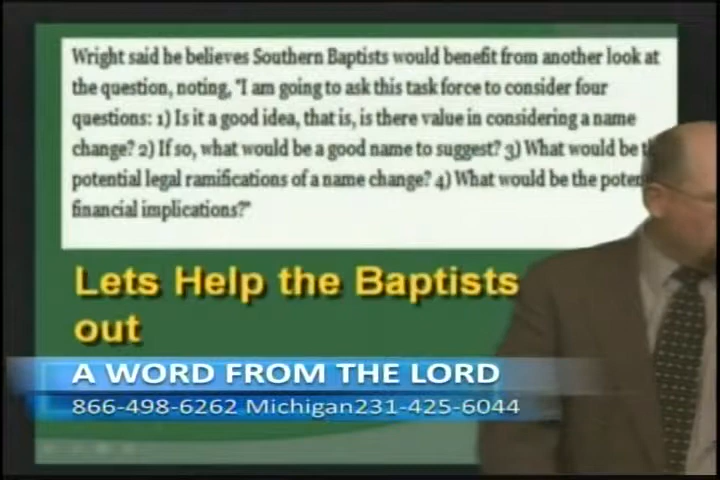 Wright said he believes Southern Baptists would benefit from another look at
the question, noting, "I am going to ask this task force to consider four
questions: 1) Is it a good idea, that is, is there value in considering a name
change? 2) If so, what would be a good name to suggest? 3) What would be
potential legal ramifications of a name change? 4) What would be the poten
financial implications?"
Lets Help the Baptists
out
A WORD FROM THE LORD
866-498-6262 Michigan231-425-6044